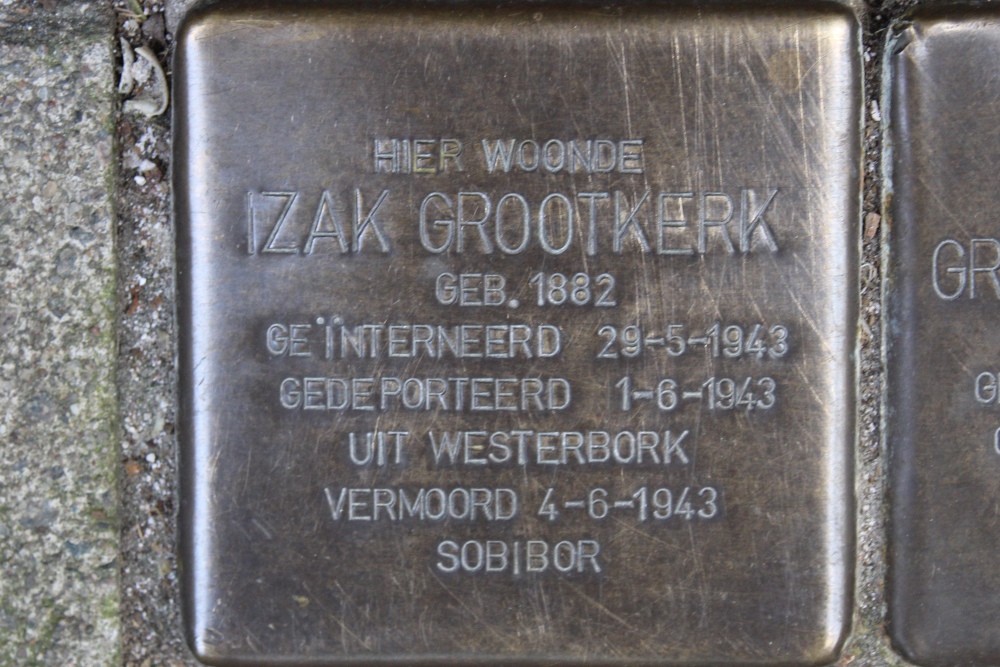 HIER WOONDE
IZAK GROOTKERK
GEB. 1882
GEÏNTERNEERD 29-5-1943
GEDEPORTEERD 1-6-1943
UIT WESTERBORK
VERMOORD 4-6-1943
SOBIBOR